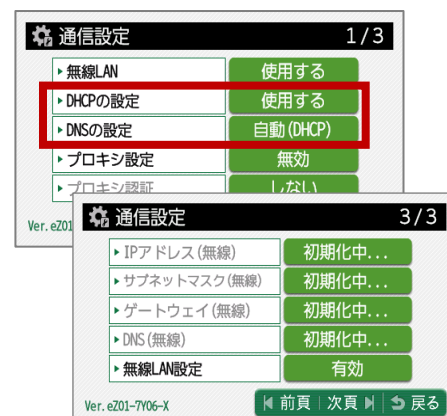 通信設定 1/3
無線LAN 使用する
DHCPの設定 使用する
DNSの設定 自動(DHCP)
プロキシ設定 無効
プロキシ認証 しない
Ver.eZ01
通信設定 3/3
IPアドレス(無線) 初期化中...
サブネットマスク(無線) 初期化中...
ゲートウェイ(無線) 初期化中...
DNS(無線) 初期化中...
無線LAN設定 有効
Ver.eZ01-7Y06-X 前頁 次頁 戻る